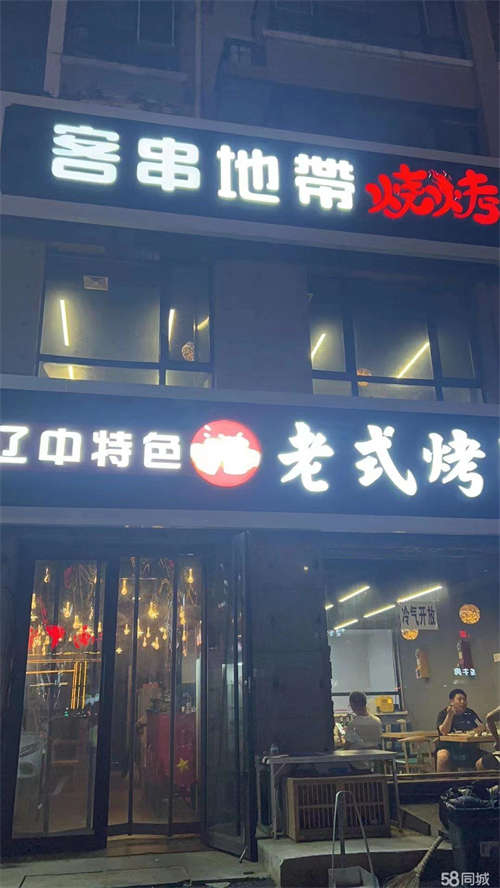 客串地帶 烧烤
辽中特色 老式烤
冷气开放
58同城